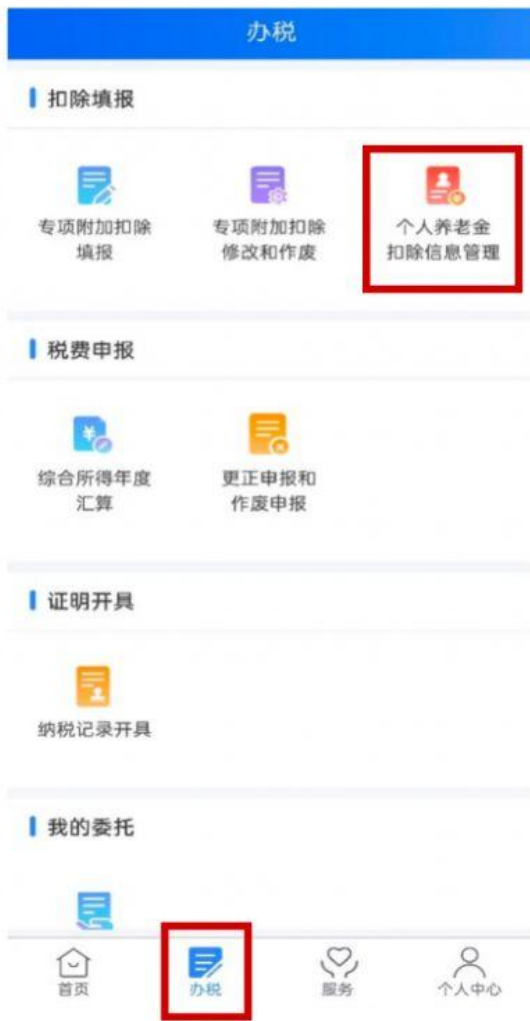 办税
扣除填报
专项附加扣除
填报
专项附加扣除
修改和作废
个人养老金
扣除信息管理
税费申报
综合所得年度
汇算
更正申报和
作废申报
证明开具
纳税记录开具
我的委托
首页
办税
服务
个人中心